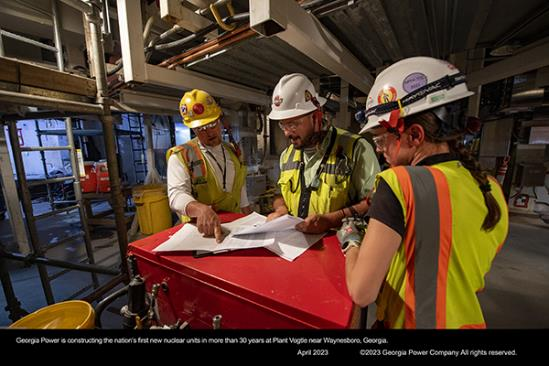 Georgia Power is constructing the nation's first new nuclear units in more than 30 years at Plant Vogtle near Waynesboro, Georgia.
April 2023 ©2023 Georgia Power Company All rights reserved.